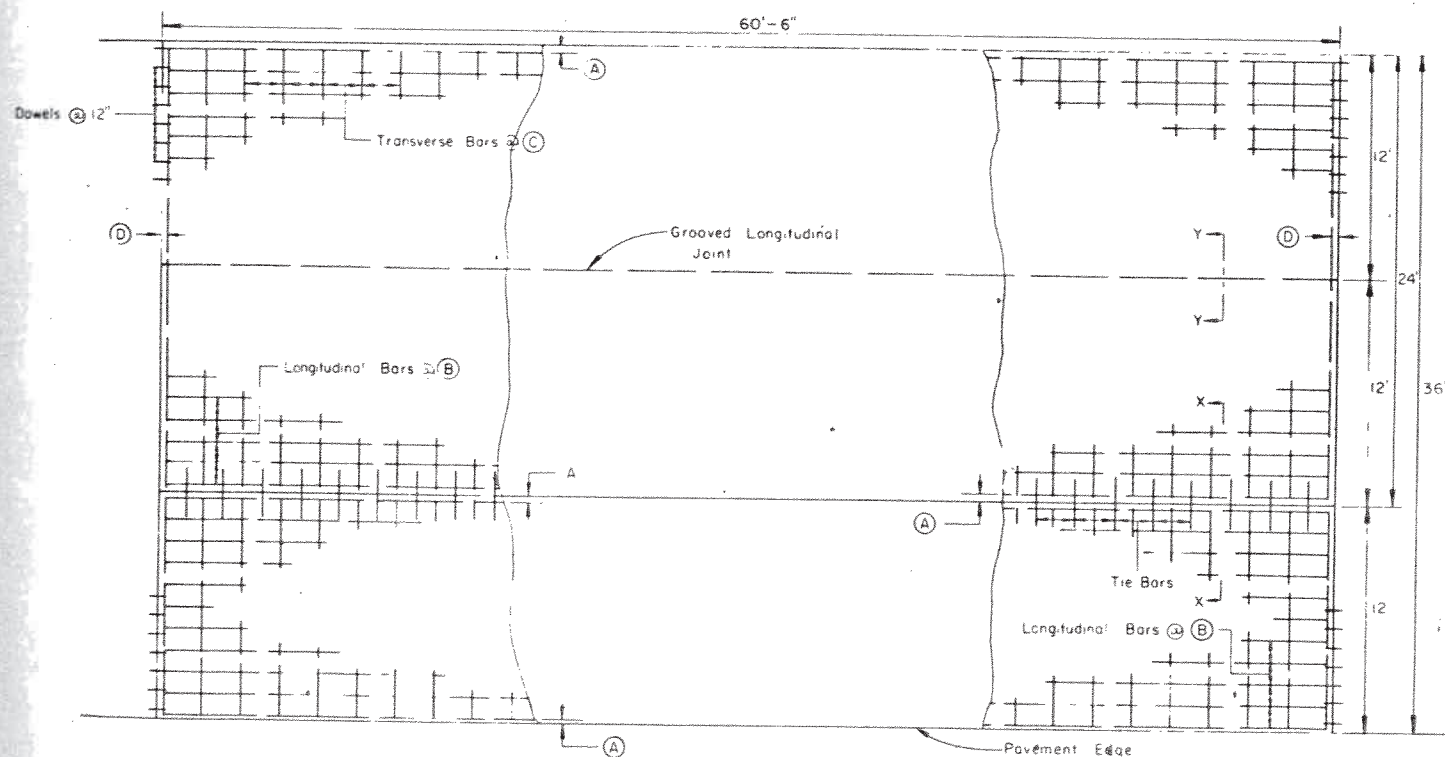 60'-6"
A
Dowels @ 12"
Transverse Bars @ C
12'
D
Grooved Longitudinal
Joint
Y
D
24'
Y
Longitudinal Bars @ B
12'
36'
X
A
A
Tie Bars
X
12
Longitudinal Bars @ B
A
Pavement Edge